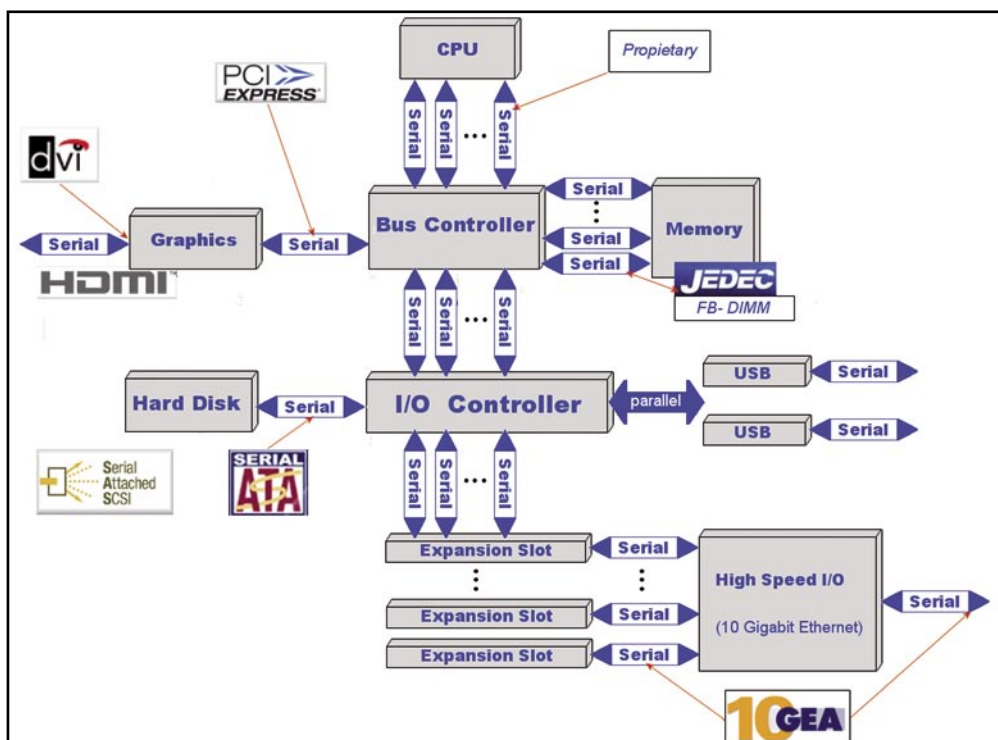 CPU
Propietary
PCI
EXPRESS®
Serial
Serial
...
Serial
dvi
Serial
Graphics
Serial
Bus Controller
Serial
Serial
Serial
Memory
HDMI™
JEDEC
FB- DIMM
Serial
Serial
...
Serial
Hard Disk
Serial
I/O Controller
parallel
USB
Serial
USB
Serial
Serial
Attached
SCSI
SERIAL
ATA
Serial
Serial
...
Serial
Expansion Slot
Serial
High Speed I/O
(10 Gigabit Ethernet)
Serial
Expansion Slot
Serial
Expansion Slot
Serial
10GEA